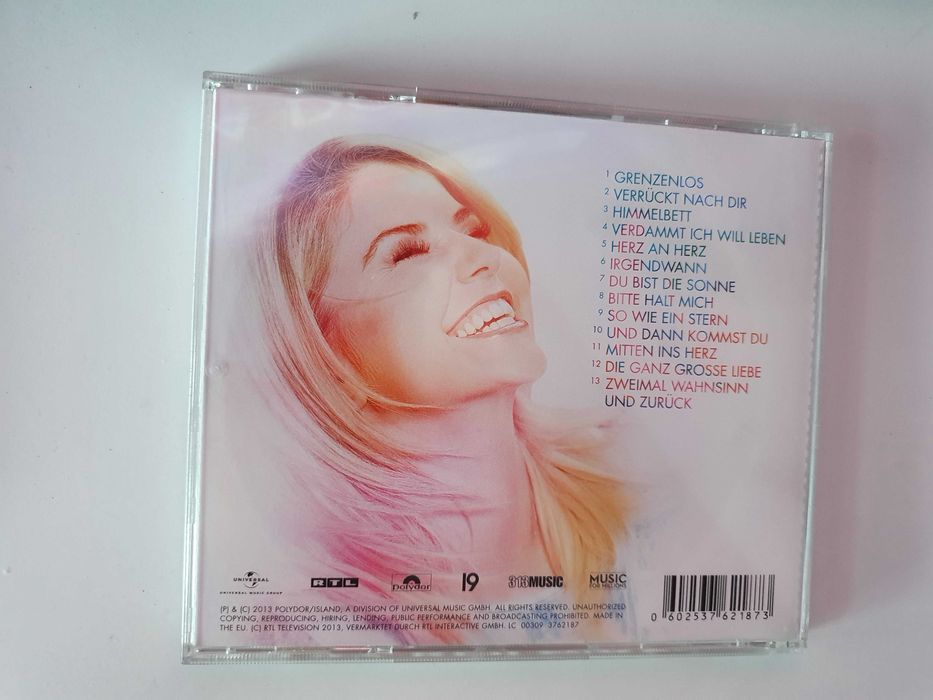 1 GRENZENLOS
2 VERRÜCKT NACH DIR
3 HIMMELBETT
4 VERDAMMT ICH WILL LEBEN
5 HERZ AN HERZ
6 IRGENDWANN
7 DU BIST DIE SONNE
8 BITTE HALT MICH
9 SO WIE EIN STERN
10 UND DANN KOMMST DU
11 MITTEN INS HERZ
12 DIE GANZ GROSSE LIEBE
13 ZWEIMAL WAHNSINN
UND ZURÜCK
UNIVERSAL
UNIVERSAL MUSIC GROUP
RTL
polydor
19
313MUSIC
MUSIC
FOR MILLIONS
(P) & (C) 2013 POLYDOR/ISLAND, A DIVISION OF UNIVERSAL MUSIC GMBH. ALL RIGHTS RESERVED. UNAUTHORIZED
COPYING, REPRODUCING, HIRING, LENDING, PUBLIC PERFORMANCE AND BROADCASTING PROHIBITED. MADE IN
THE EU. (C) RTL TELEVISION 2013, VERMARKTET DURCH RTL INTERACTIVE GMBH. LC 00309 3762187
0 602537 621873